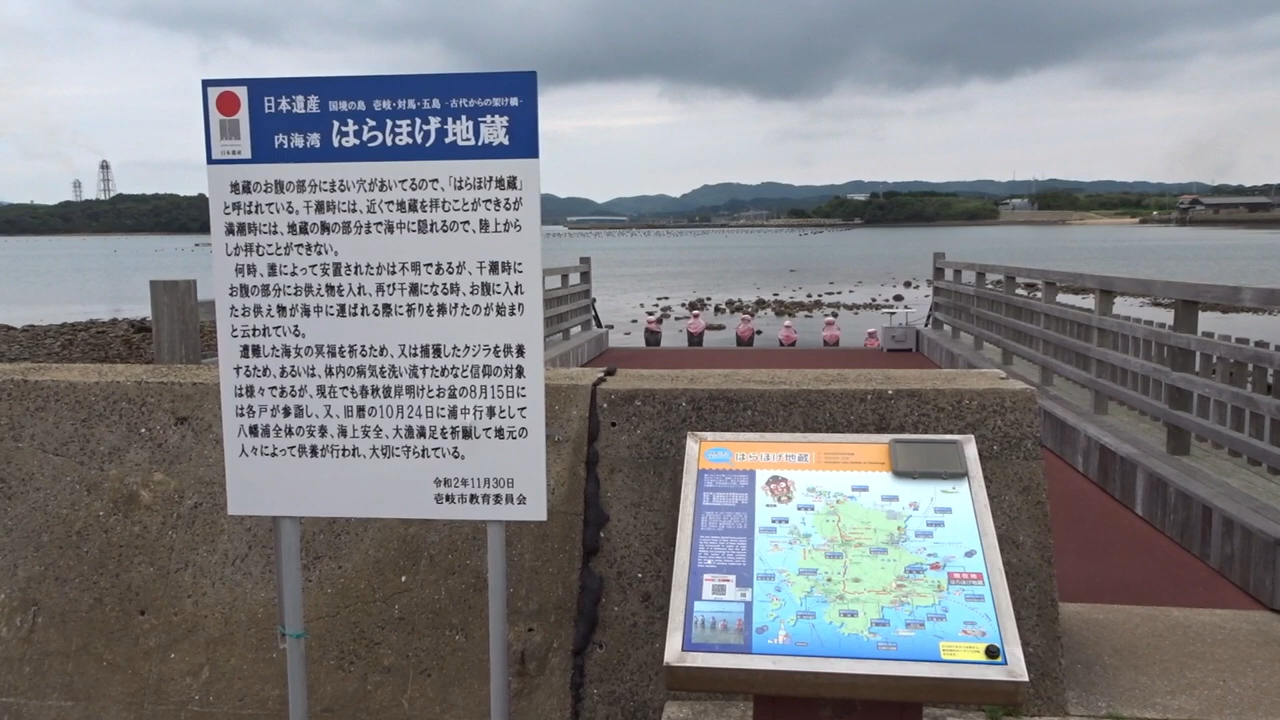 日本遺産 国境の島 壱岐・対馬・五島 -古代からの架け橋-
内海湾 はらほげ地蔵
日本遺産
地蔵のお腹の部分にまるい穴があいてるので、「はらほげ地蔵」
と呼ばれている。干潮時には、近くで地蔵を拝むことができるが
満潮時には、地蔵の胸の部分まで海中に隠れるので、陸上から
しか拝むことができない。
何時、誰によって安置されたかは不明であるが、干潮時に
お腹の部分にお供え物を入れ、再び干潮になる時、お腹に入れ
たお供え物が海中に運ばれる際に祈りを捧げたのが始まり
と云われている。
遭難した海女の冥福を祈るため、又は捕獲したクジラを供養
するため、あるいは、体内の病気を洗い流すためなど信仰の対象
は様々であるが、現在でも春秋彼岸明けとお盆の8月15日に
は各戸が参詣し、又、旧暦の10月24日に浦中行事として
八幡浦全体の安泰、海上安全、大漁満足を祈願して地元の
人々によって供養が行われ、大切に守られている。
令和2年11月30日
壱岐市教育委員会
はらほげ地蔵
現在地
はらほげ地蔵